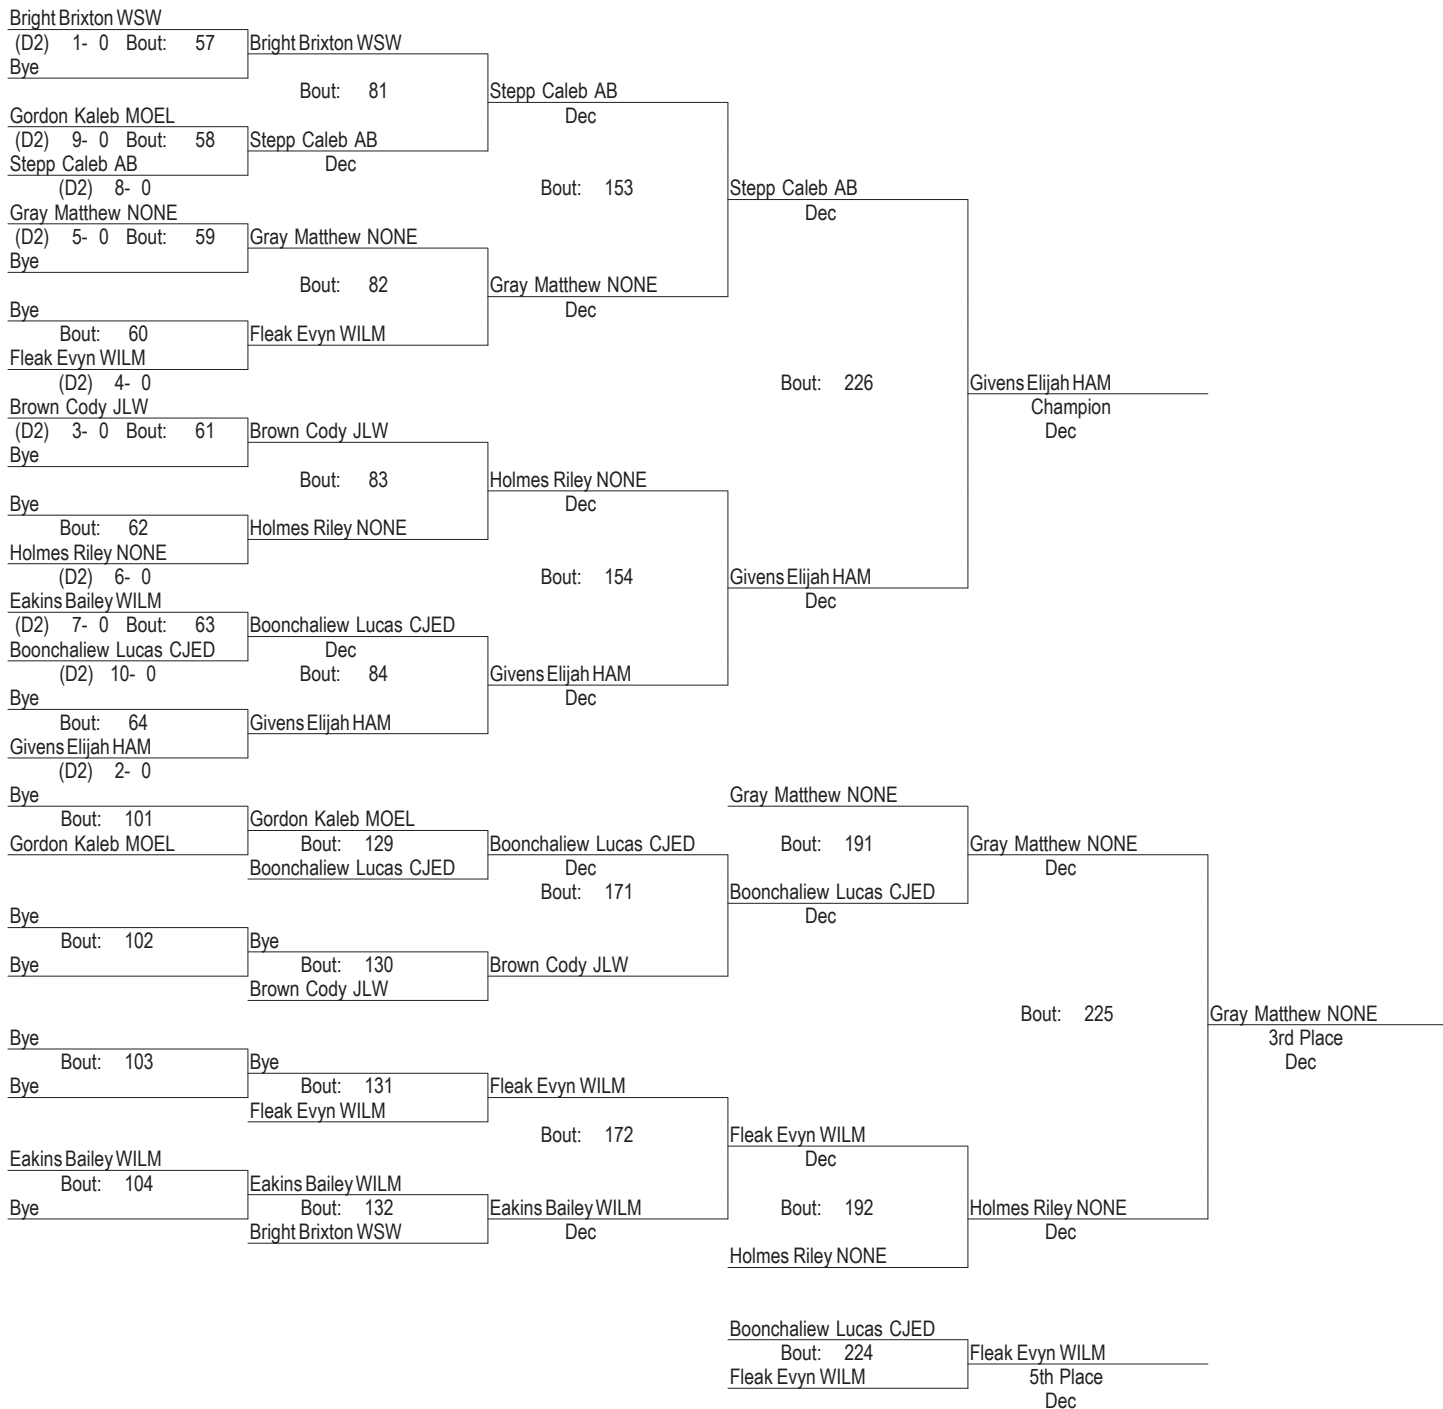 Bright Brixton WSW
(D2) 1- 0 Bout: 57 Bright Brixton WSW
Bye
Bout: 81 Stepp Caleb AB
Gordon Kaleb MOEL Dec
(D2) 9- 0 Bout: 58 Stepp Caleb AB
Stepp Caleb AB Dec
(D2) 8- 0 Bout: 153 Stepp Caleb AB
Gray Matthew NONE Dec
(D2) 5- 0 Bout: 59 Gray Matthew NONE
Bye
Bout: 82 Gray Matthew NONE
Bye Dec
Bout: 60 Fleak Evyn WILM
Fleak Evyn WILM
(D2) 4- 0 Bout: 226 Givens Elijah HAM
Brown Cody JLW Champion
(D2) 3- 0 Bout: 61 Brown Cody JLW Dec
Bye
Bout: 83 Holmes Riley NONE
Bye Dec
Bout: 62 Holmes Riley NONE
Holmes Riley NONE
(D2) 6- 0 Bout: 154 Givens Elijah HAM
Eakins Bailey WILM Dec
(D2) 7- 0 Bout: 63 Boonchaliew Lucas CJED
Boonchaliew Lucas CJED Dec
(D2) 10- 0 Bout: 84 Givens Elijah HAM
Bye Dec
Bout: 64 Givens Elijah HAM
Givens Elijah HAM
(D2) 2- 0
Bye Gray Matthew NONE
Bout: 101 Gordon Kaleb MOEL
Gordon Kaleb MOEL Bout: 129 Boonchaliew Lucas CJED Bout: 191 Gray Matthew NONE
Boonchaliew Lucas CJED Dec Dec
Bout: 171 Boonchaliew Lucas CJED
Bye Dec
Bout: 102 Bye
Bye Bout: 130 Brown Cody JLW
Brown Cody JLW
Bout: 225 Gray Matthew NONE
Bye 3rd Place
Bout: 103 Bye Dec
Bye Bout: 131 Fleak Evyn WILM
Fleak Evyn WILM
Bout: 172 Fleak Evyn WILM
Eakins Bailey WILM Dec
Bout: 104 Eakins Bailey WILM
Bye Bout: 132 Eakins Bailey WILM Bout: 192 Holmes Riley NONE
Bright Brixton WSW Dec Dec
Holmes Riley NONE
Boonchaliew Lucas CJED
Bout: 224 Fleak Evyn WILM
Fleak Evyn WILM 5th Place
Dec